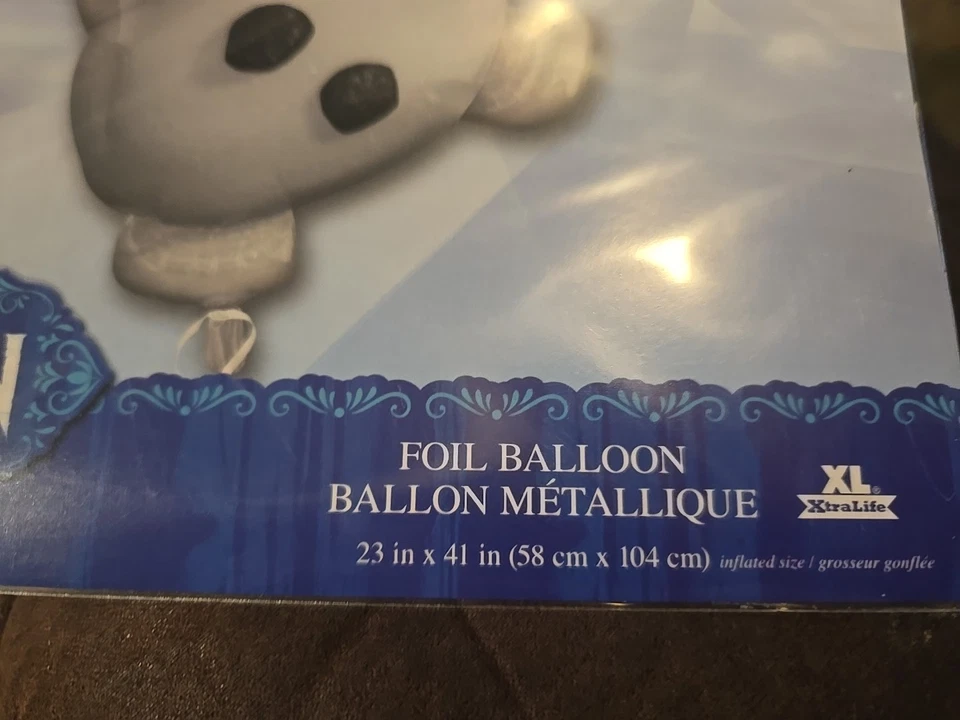 FOIL BALLOON
BALLON MÉTALLIQUE
XL®
XtraLife
23 in x 41 in (58 cm x 104 cm) inflated size / grosseur gonflée